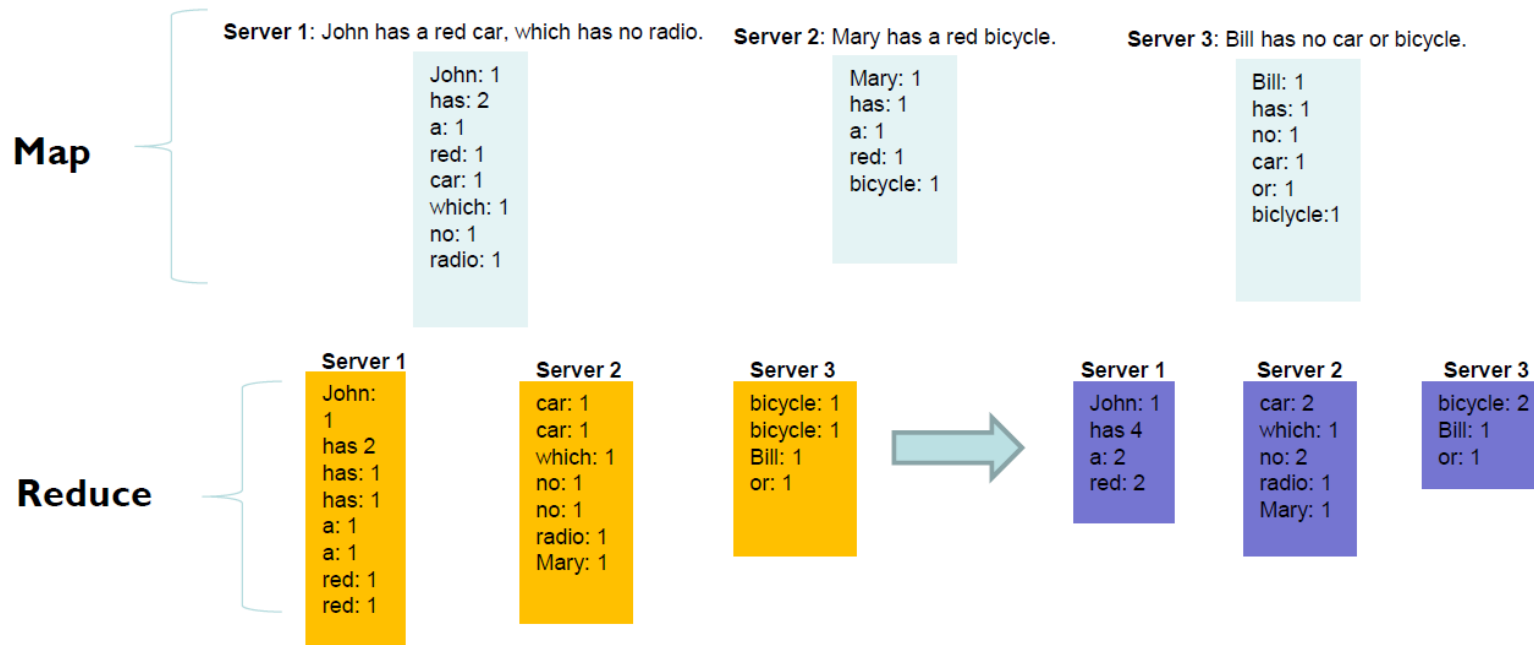 Map
Server 1: John has a red car, which has no radio.
John: 1
has: 2
a: 1
red: 1
car: 1
which: 1
no: 1
radio: 1
Server 2: Mary has a red bicycle.
Mary: 1
has: 1
a: 1
red: 1
bicycle: 1
Server 3: Bill has no car or bicycle.
Bill: 1
has: 1
no: 1
car: 1
or: 1
biclycle:1
Reduce
Server 1
John:
1
has 2
has: 1
has: 1
a: 1
a: 1
red: 1
red: 1
Server 2
car: 1
car: 1
which: 1
no: 1
no: 1
radio: 1
Mary: 1
Server 3
bicycle: 1
bicycle: 1
Bill: 1
or: 1
Server 1
John: 1
has 4
a: 2
red: 2
Server 2
car: 2
which: 1
no: 2
radio: 1
Mary: 1
Server 3
bicycle: 2
Bill: 1
or: 1